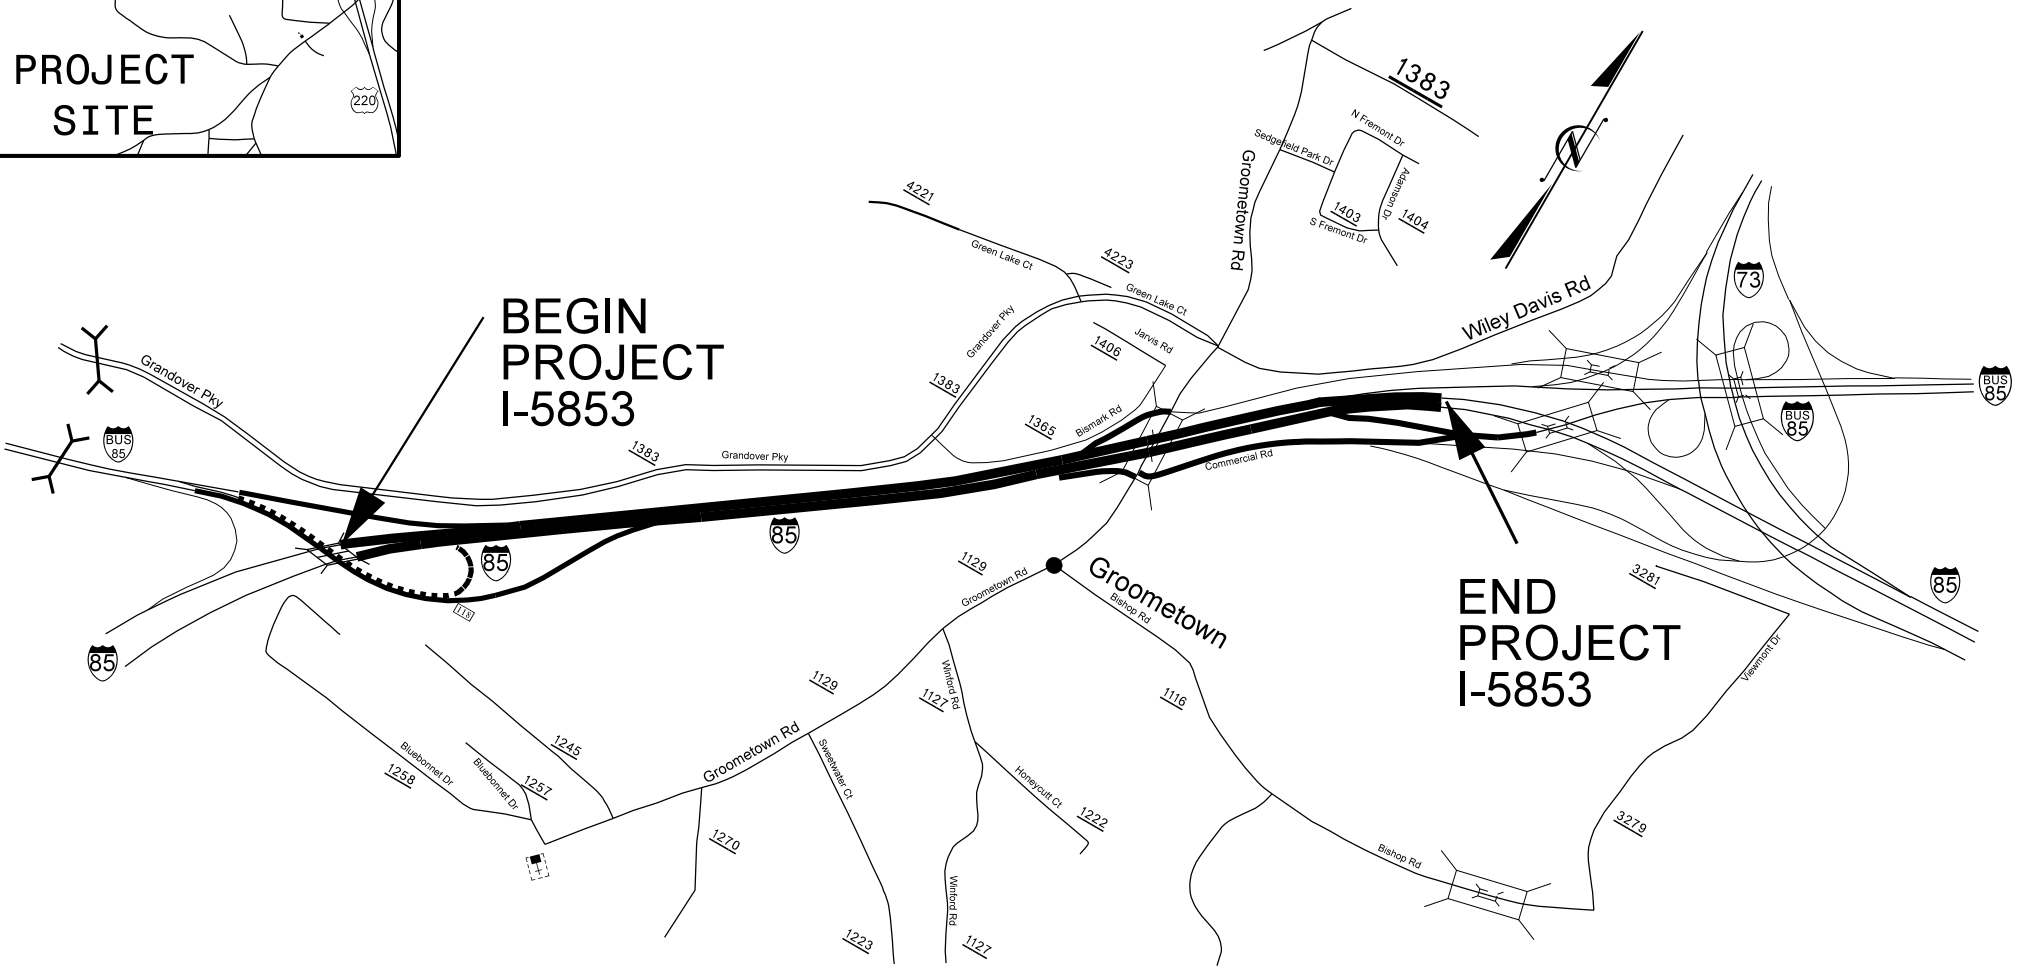 PROJECT
SITE
220
1383
N Fremont Dr
Sedgefield Park Dr
Adamson Dr
1403
1404
S Fremont Dr
Groometown Rd
N
4221
Green Lake Ct
4223
Green Lake Ct
73
Wiley Davis Rd
BEGIN
PROJECT
I-5853
Grandover Pky
Grandover Pky
Jarvis Rd
1406
1383
BUS
85
BUS
85
BUS
85
1365
Bismark Rd
1383
Grandover Pky
Commercial Rd
85
85
118
1129
Groometown Rd
Groometown
Bishop Rd
END
PROJECT
I-5853
3281
85
85
Viewmont Dr
1129
Winford Rd
1127
1116
Groometown Rd
1245
Bluebonnet Dr
1258
Bluebonnet Dr
1257
Sweetwater Ct
Honeycutt Ct
1222
1270
3279
Bishop Rd
Winford Rd
1223
1127